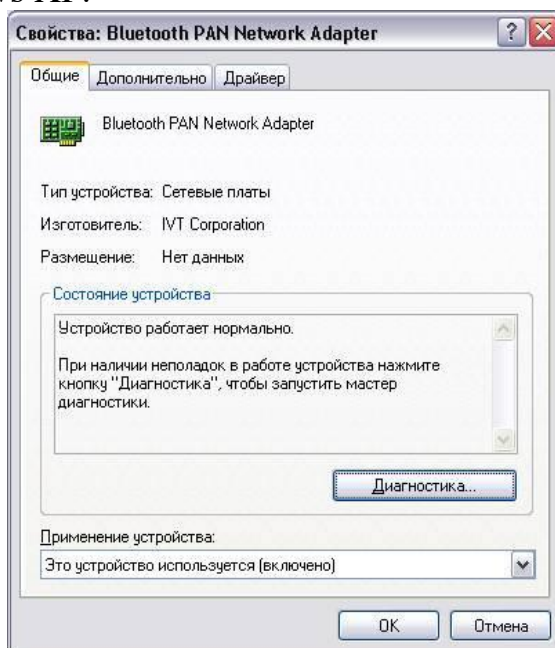 Свойства: Bluetooth PAN Network Adapter
Общие Дополнительно Драйвер
Bluetooth PAN Network Adapter
Тип устройства: Сетевые платы
Изготовитель: IVT Corporation
Размещение: Нет данных
Состояние устройства
Устройство работает нормально.
При наличии неполадок в работе устройства нажмите
кнопку "Диагностика", чтобы запустить мастер
диагностики.
Диагностика...
Применение устройства:
Это устройство используется (включено)
OK Отмена